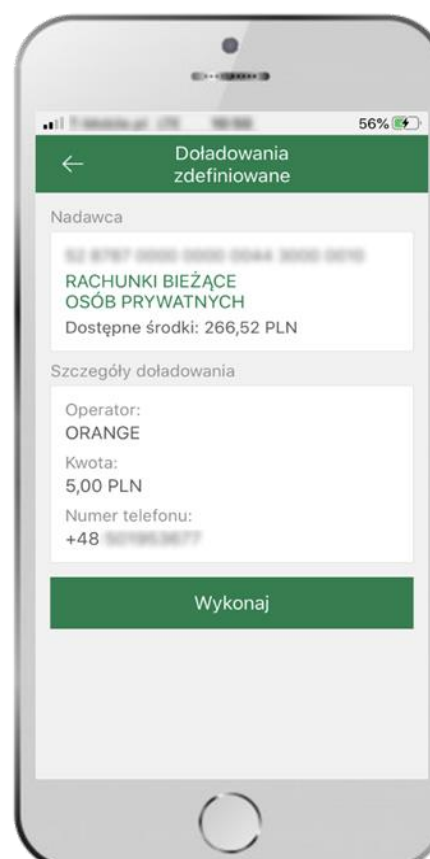 56%
Doładowania
zdefiniowane
Nadawca
RACHUNKI BIEŻĄCE
OSÓB PRYWATNYCH
Dostępne środki: 266,52 PLN
Szczegóły doładowania
Operator:
ORANGE
Kwota:
5,00 PLN
Numer telefonu:
+48
Wykonaj